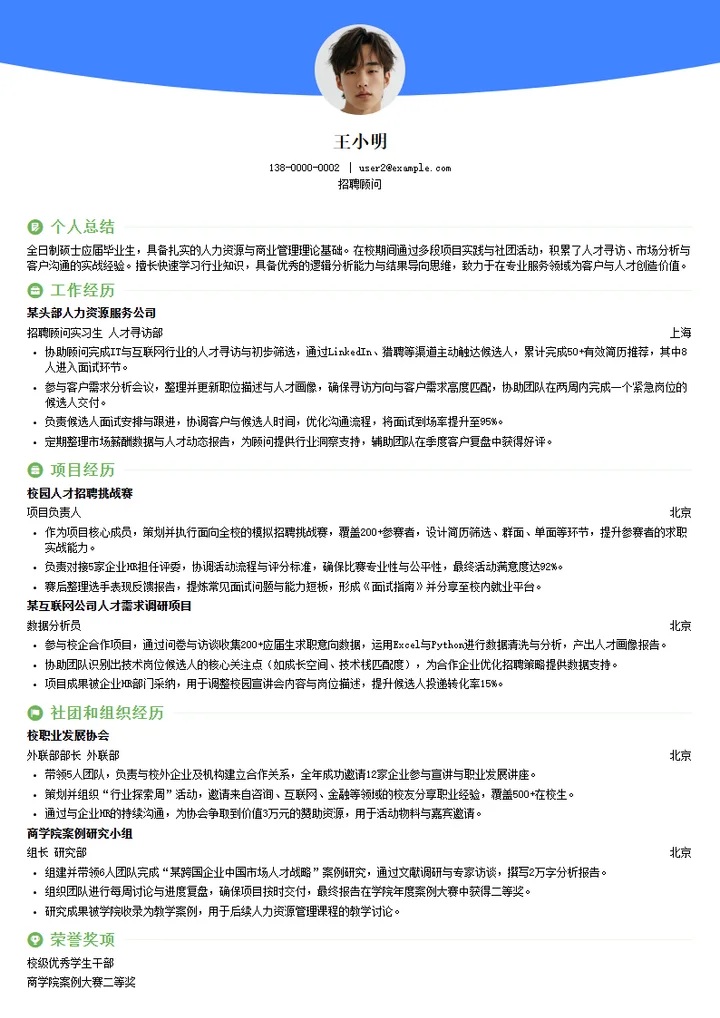 王小明
138-0000-0002 | user2@example.com
招聘顾问
个人总结
全日制硕士应届毕业生，具备扎实的人力资源与商业管理理论基础。在校期间通过多段项目实践与社团活动，积累了人才寻访、市场分析与
客户沟通的实战经验。擅长快速学习行业知识，具备优秀的逻辑分析能力与结果导向思维，致力于在专业服务领域为客户与人才创造价值。
工作经历
某头部人力资源服务公司
招聘顾问实习生 人才寻访部 上海
• 协助顾问完成IT与互联网行业的人才寻访与初步筛选，通过LinkedIn、猎聘等渠道主动触达候选人，累计完成50+有效简历推荐，其中8
人进入面试环节。
• 参与客户需求分析会议，整理并更新职位描述与人才画像，确保寻访方向与客户需求高度匹配，协助团队在两周内完成一个紧急岗位的
候选人交付。
• 负责候选人面试安排与跟进，协调客户与候选人时间，优化沟通流程，将面试到场率提升至95%。
• 定期整理市场薪酬数据与人才动态报告，为顾问提供行业洞察支持，辅助团队在季度客户复盘中获得好评。
项目经历
校园人才招聘挑战赛
项目负责人 北京
• 作为项目核心成员，策划并执行面向全校的模拟招聘挑战赛，覆盖200+参赛者，设计简历筛选、群面、单面等环节，提升参赛者的求职
实战能力。
• 负责对接5家企业HR担任评委，协调活动流程与评分标准，确保比赛专业性与公平性，最终活动满意度达92%。
• 赛后整理选手表现反馈报告，提炼常见面试问题与能力短板，形成《面试指南》并分享至校内就业平台。
某互联网公司人才需求调研项目
数据分析员 北京
• 参与校企合作项目，通过问卷与访谈收集200+应届生求职意向数据，运用Excel与Python进行数据清洗与分析，产出人才画像报告。
• 协助团队识别出技术岗位候选人的核心关注点（如成长空间、技术栈匹配度），为合作企业优化招聘策略提供数据支持。
• 项目成果被企业HR部门采纳，用于调整校园宣讲会内容与岗位描述，提升候选人投递转化率15%。
社团和组织经历
校职业发展协会
外联部部长 外联部 北京
• 带领5人团队，负责与校外企业及机构建立合作关系，全年成功邀请12家企业参与宣讲与职业发展讲座。
• 策划并组织“行业探索周”活动，邀请来自咨询、互联网、金融等领域的校友分享职业经验，覆盖500+在校生。
• 通过与企业HR的持续沟通，为协会争取到价值3万元的赞助资源，用于活动物料与嘉宾邀请。
商学院案例研究小组
组长 研究部 北京
• 组建并带领6人团队完成“某跨国企业中国市场人才战略”案例研究，通过文献调研与专家访谈，撰写2万字分析报告。
• 组织团队进行每周讨论与进度复盘，确保项目按时交付，最终报告在学院年度案例大赛中获得二等奖。
• 研究成果被学院收录为教学案例，用于后续人力资源管理课程的教学讨论。
荣誉奖项
校级优秀学生干部
商学院案例大赛二等奖